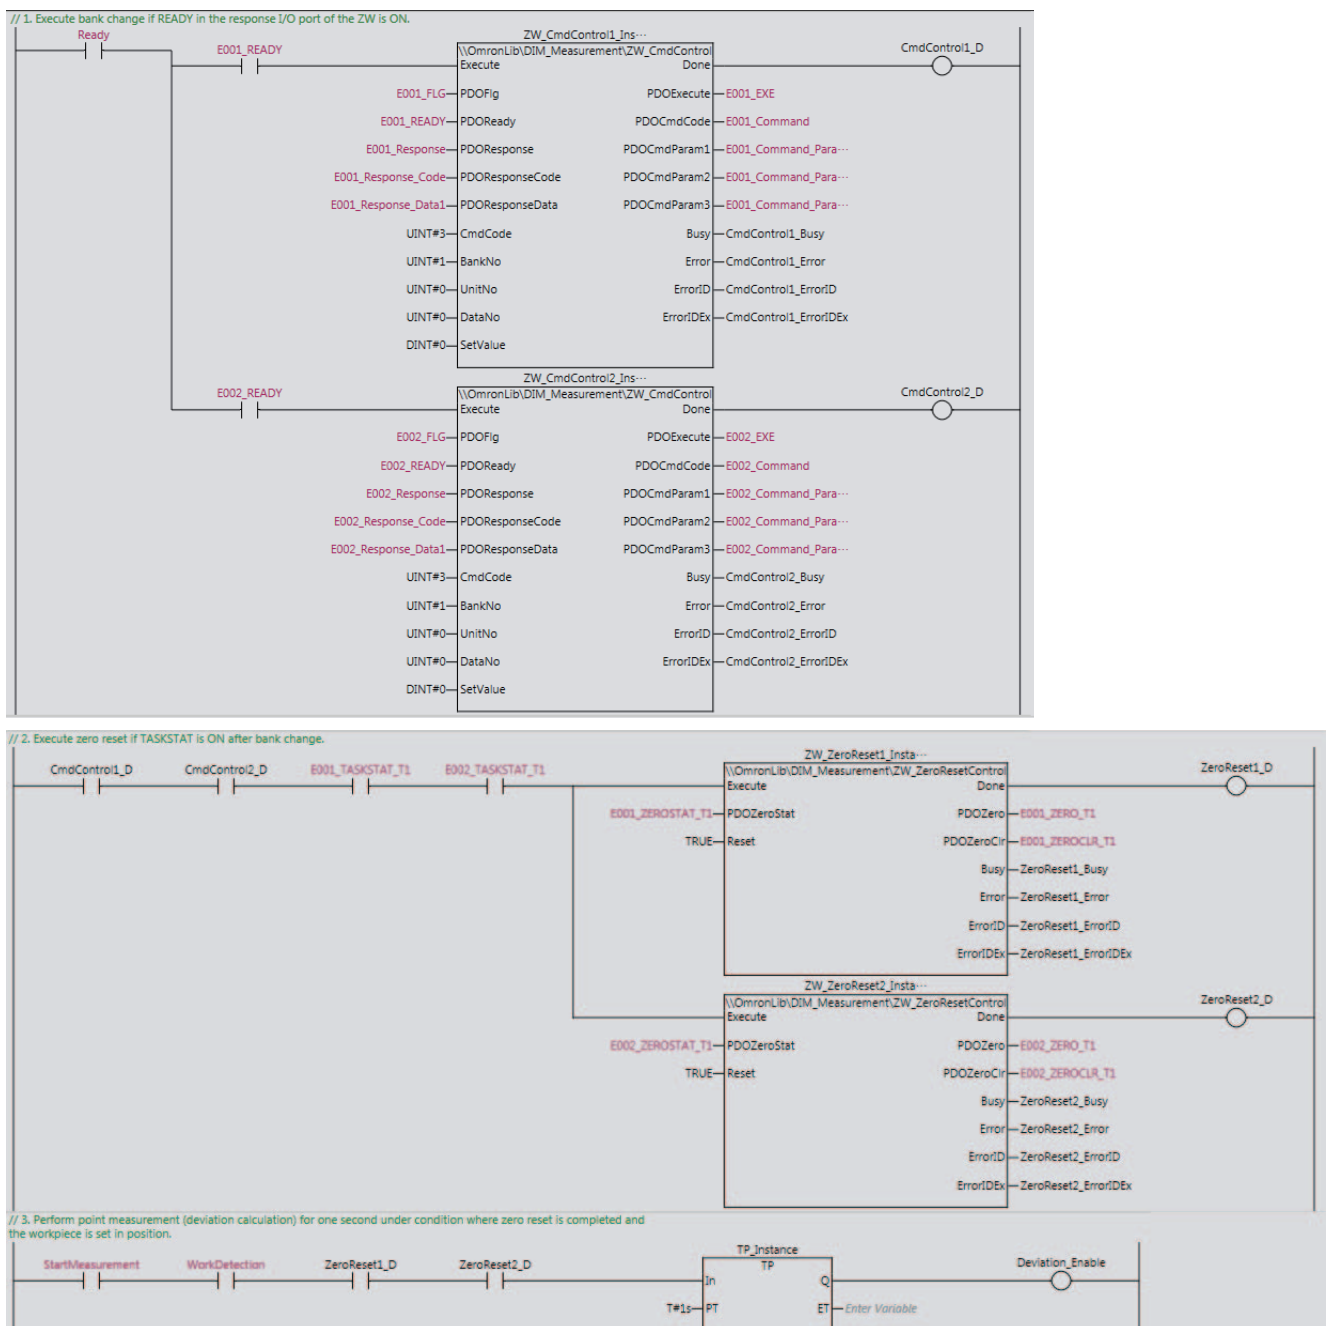 // 1. Execute bank change if READY in the response I/O port of the ZW is ON.
Ready
E001_READY
ZW_CmdControl1_Ins···
\\OmronLib\DIM_Measurement\ZW_CmdControl
CmdControl1_D
Execute Done
E001_FLG PDOFlg PDOExecute E001_EXE
E001_READY PDOReady PDOCmdCode E001_Command
E001_Response PDOResponse PDOCmdParam1 E001_Command_Para···
E001_Response_Code PDOResponseCode PDOCmdParam2 E001_Command_Para···
E001_Response_Data1 PDOResponseData PDOCmdParam3 E001_Command_Para···
UINT#3 CmdCode Busy CmdControl1_Busy
UINT#1 BankNo Error CmdControl1_Error
UINT#0 UnitNo ErrorID CmdControl1_ErrorID
UINT#0 DataNo ErrorIDEx CmdControl1_ErrorIDEx
DINT#0 SetValue
ZW_CmdControl2_Ins···
E002_READY
\\OmronLib\DIM_Measurement\ZW_CmdControl
CmdControl2_D
Execute Done
E002_FLG PDOFlg PDOExecute E002_EXE
E002_READY PDOReady PDOCmdCode E002_Command
E002_Response PDOResponse PDOCmdParam1 E002_Command_Para···
E002_Response_Code PDOResponseCode PDOCmdParam2 E002_Command_Para···
E002_Response_Data1 PDOResponseData PDOCmdParam3 E002_Command_Para···
UINT#3 CmdCode Busy CmdControl2_Busy
UINT#1 BankNo Error CmdControl2_Error
UINT#0 UnitNo ErrorID CmdControl2_ErrorID
UINT#0 DataNo ErrorIDEx CmdControl2_ErrorIDEx
DINT#0 SetValue
// 2. Execute zero reset if TASKSTAT is ON after bank change.
CmdControl1_D CmdControl2_D E001_TASKSTAT_T1 E002_TASKSTAT_T1
ZW_ZeroReset1_Insta···
\\OmronLib\DIM_Measurement\ZW_ZeroResetControl
ZeroReset1_D
Execute Done
E001_ZEROSTAT_T1 PDOZeroStat PDOZero E001_ZERO_T1
TRUE Reset PDOZeroClr E001_ZEROCLR_T1
Busy ZeroReset1_Busy
Error ZeroReset1_Error
ErrorID ZeroReset1_ErrorID
ErrorIDEx ZeroReset1_ErrorIDEx
ZW_ZeroReset2_Insta···
\\OmronLib\DIM_Measurement\ZW_ZeroResetControl
ZeroReset2_D
Execute Done
E002_ZEROSTAT_T1 PDOZeroStat PDOZero E002_ZERO_T1
TRUE Reset PDOZeroClr E002_ZEROCLR_T1
Busy ZeroReset2_Busy
Error ZeroReset2_Error
ErrorID ZeroReset2_ErrorID
ErrorIDEx ZeroReset2_ErrorIDEx
// 3. Perform point measurement (deviation calculation) for one second under condition where zero reset is completed and
the workpiece is set in position.
StartMeasurement WorkDetection ZeroReset1_D ZeroReset2_D
TP_Instance
TP
Deviation_Enable
In Q
T#1s PT ET Enter Variable